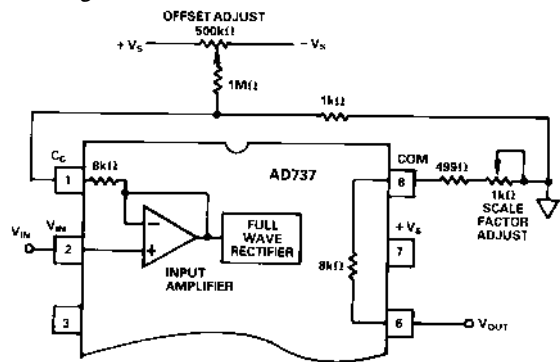 OFFSET ADJUST
500kΩ
+ VS
− VS
1MΩ
1kΩ
CC
8kΩ
AD737
COM
1
8
499Ω
1kΩ
SCALE
FACTOR
ADJUST
VIN
VIN
2
−
+
FULL
WAVE
RECTIFIER
INPUT
AMPLIFIER
+ VS
7
8kΩ
3
6
VOUT